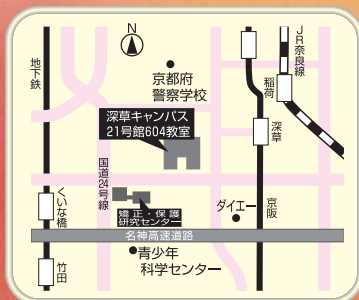 N
地下鉄
京都府
警察学校
JR奈良線
稲荷
深草キャンパス
21号館604教室
深草
国道24号線
くいな橋
矯正・保護
研究センター
ダイエー
京阪
名神高速道路
青少年
科学センター
竹田